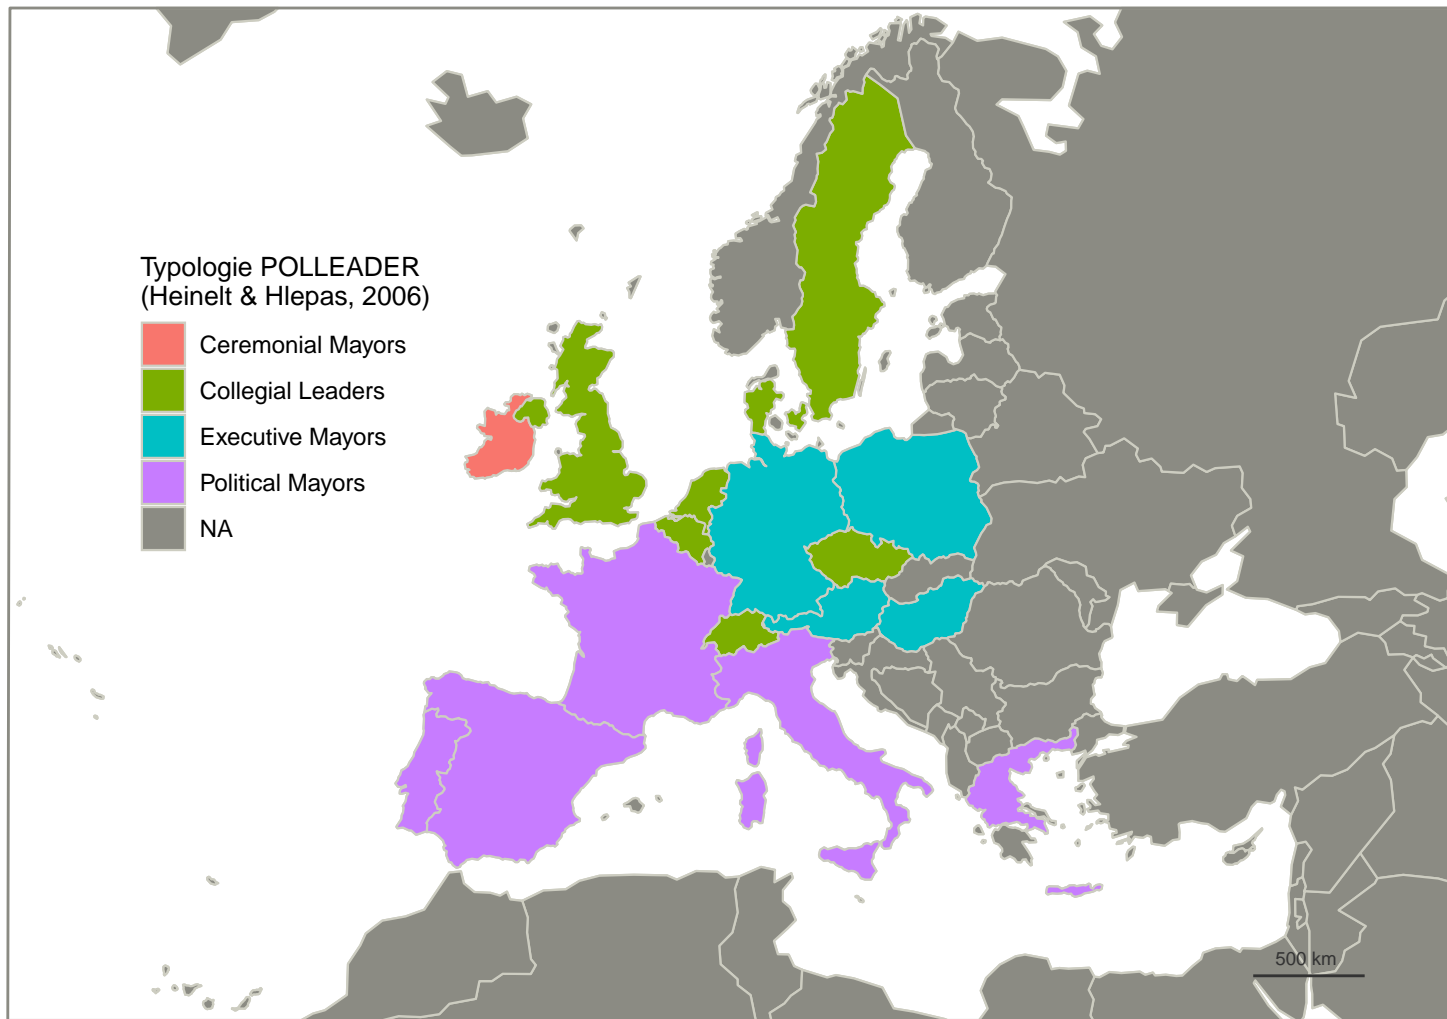 Typologie POLLEADER
(Heinelt & Hlepas, 2006)
Ceremonial Mayors
Collegial Leaders
Executive Mayors
Political Mayors
NA
500 km